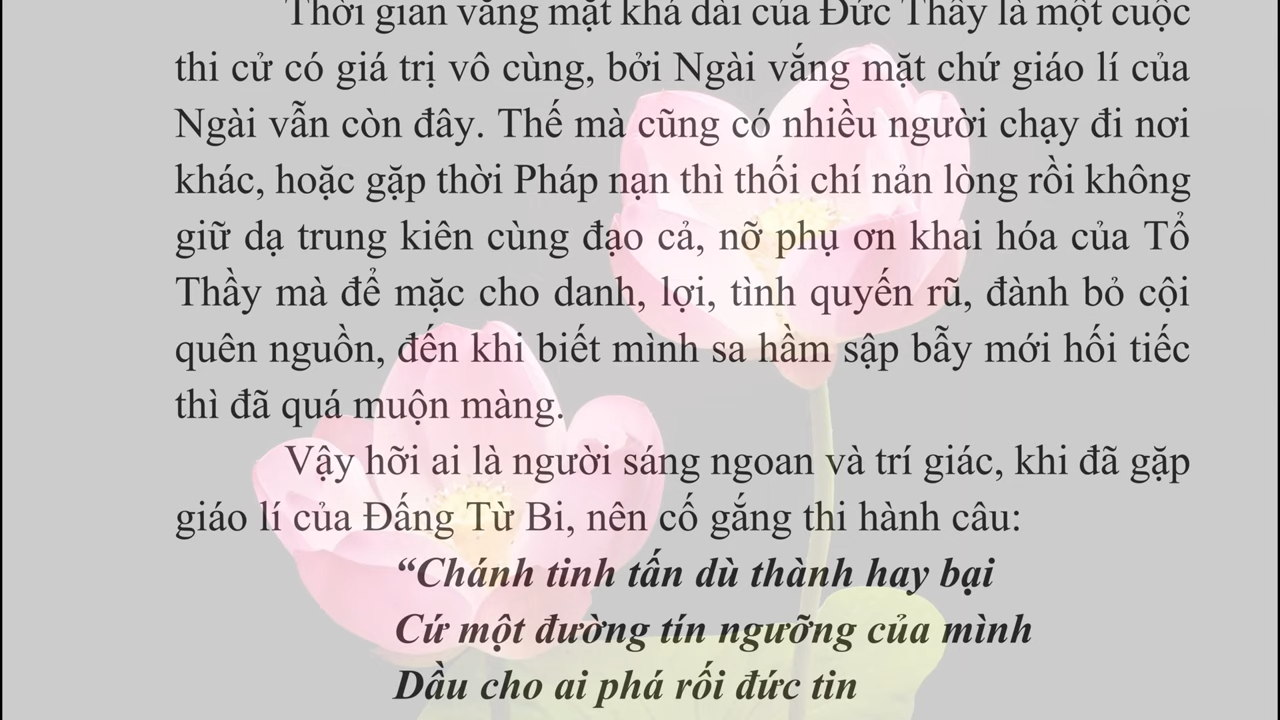 Thời gian vắng mặt khá dài của Đức Thầy là một cuộc
thi cử có giá trị vô cùng, bởi Ngài vắng mặt chứ giáo lí của
Ngài vẫn còn đây. Thế mà cũng có nhiều người chạy đi nơi
khác, hoặc gặp thời Pháp nạn thì thối chí nản lòng rồi không
giữ dạ trung kiên cùng đạo cả, nỡ phụ ơn khai hóa của Tổ
Thầy mà để mặc cho danh, lợi, tình quyến rũ, đành bỏ cội
quên nguồn, đến khi biết mình sa hầm sập bẫy mới hối tiếc
thì đã quá muộn màng.
Vậy hỡi ai là người sáng ngoan và trí giác, khi đã gặp
giáo lí của Đấng Từ Bi, nên cố gắng thi hành câu:
“Chánh tinh tấn dù thành hay bại
Cứ một đường tín ngưỡng của mình
Dầu cho ai phá rối đức tin